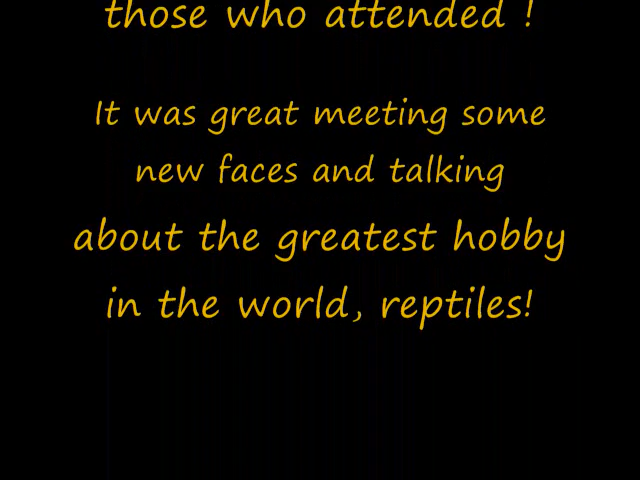 those who attended !
It was great meeting some
new faces and talking
about the greatest hobby
in the world, reptiles!